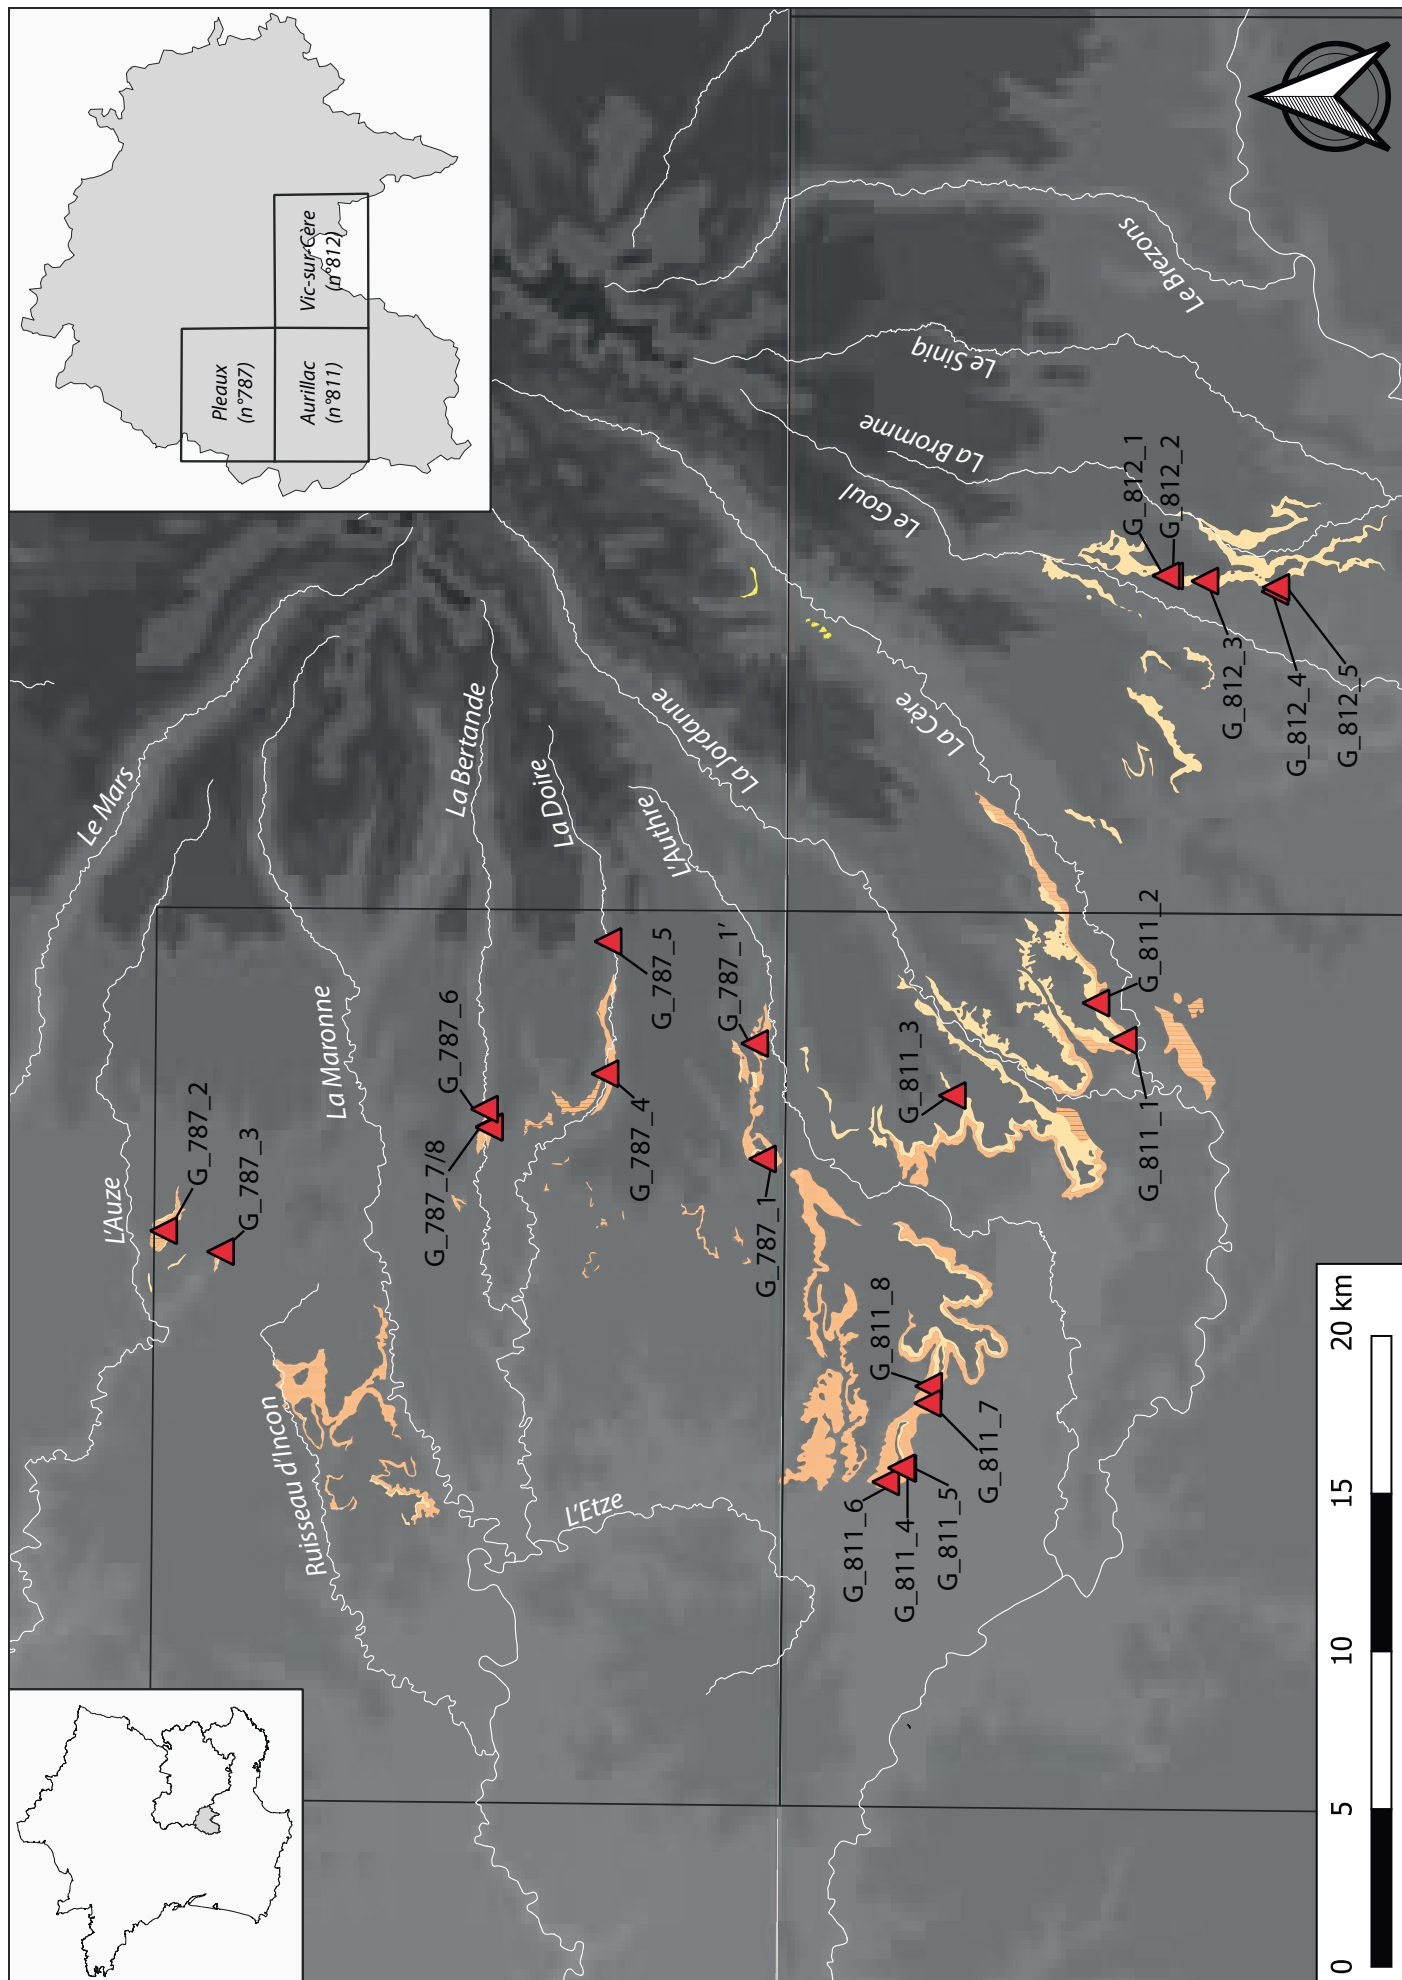 Pleaux
(n°787)
Aurillac
(n°811)
Vic-sur-Cère
(n°812)
Le Mars
L'Auze
La Maronne
Ruisseau d'Incon
La Bertande
La Doire
L'Authre
La Jordanne
La Cère
L'Etze
Le Goul
La Bromme
Le Siniq
Le Brezons
G_787_2
G_787_3
G_787_6
G_787_7/8
G_787_5
G_787_4
G_787_1'
G_787_1
G_811_3
G_811_8
G_811_7
G_811_6
G_811_4
G_811_5
G_811_2
G_811_1
G_812_1
G_812_2
G_812_3
G_812_4
G_812_5
0 5 10 15 20 km